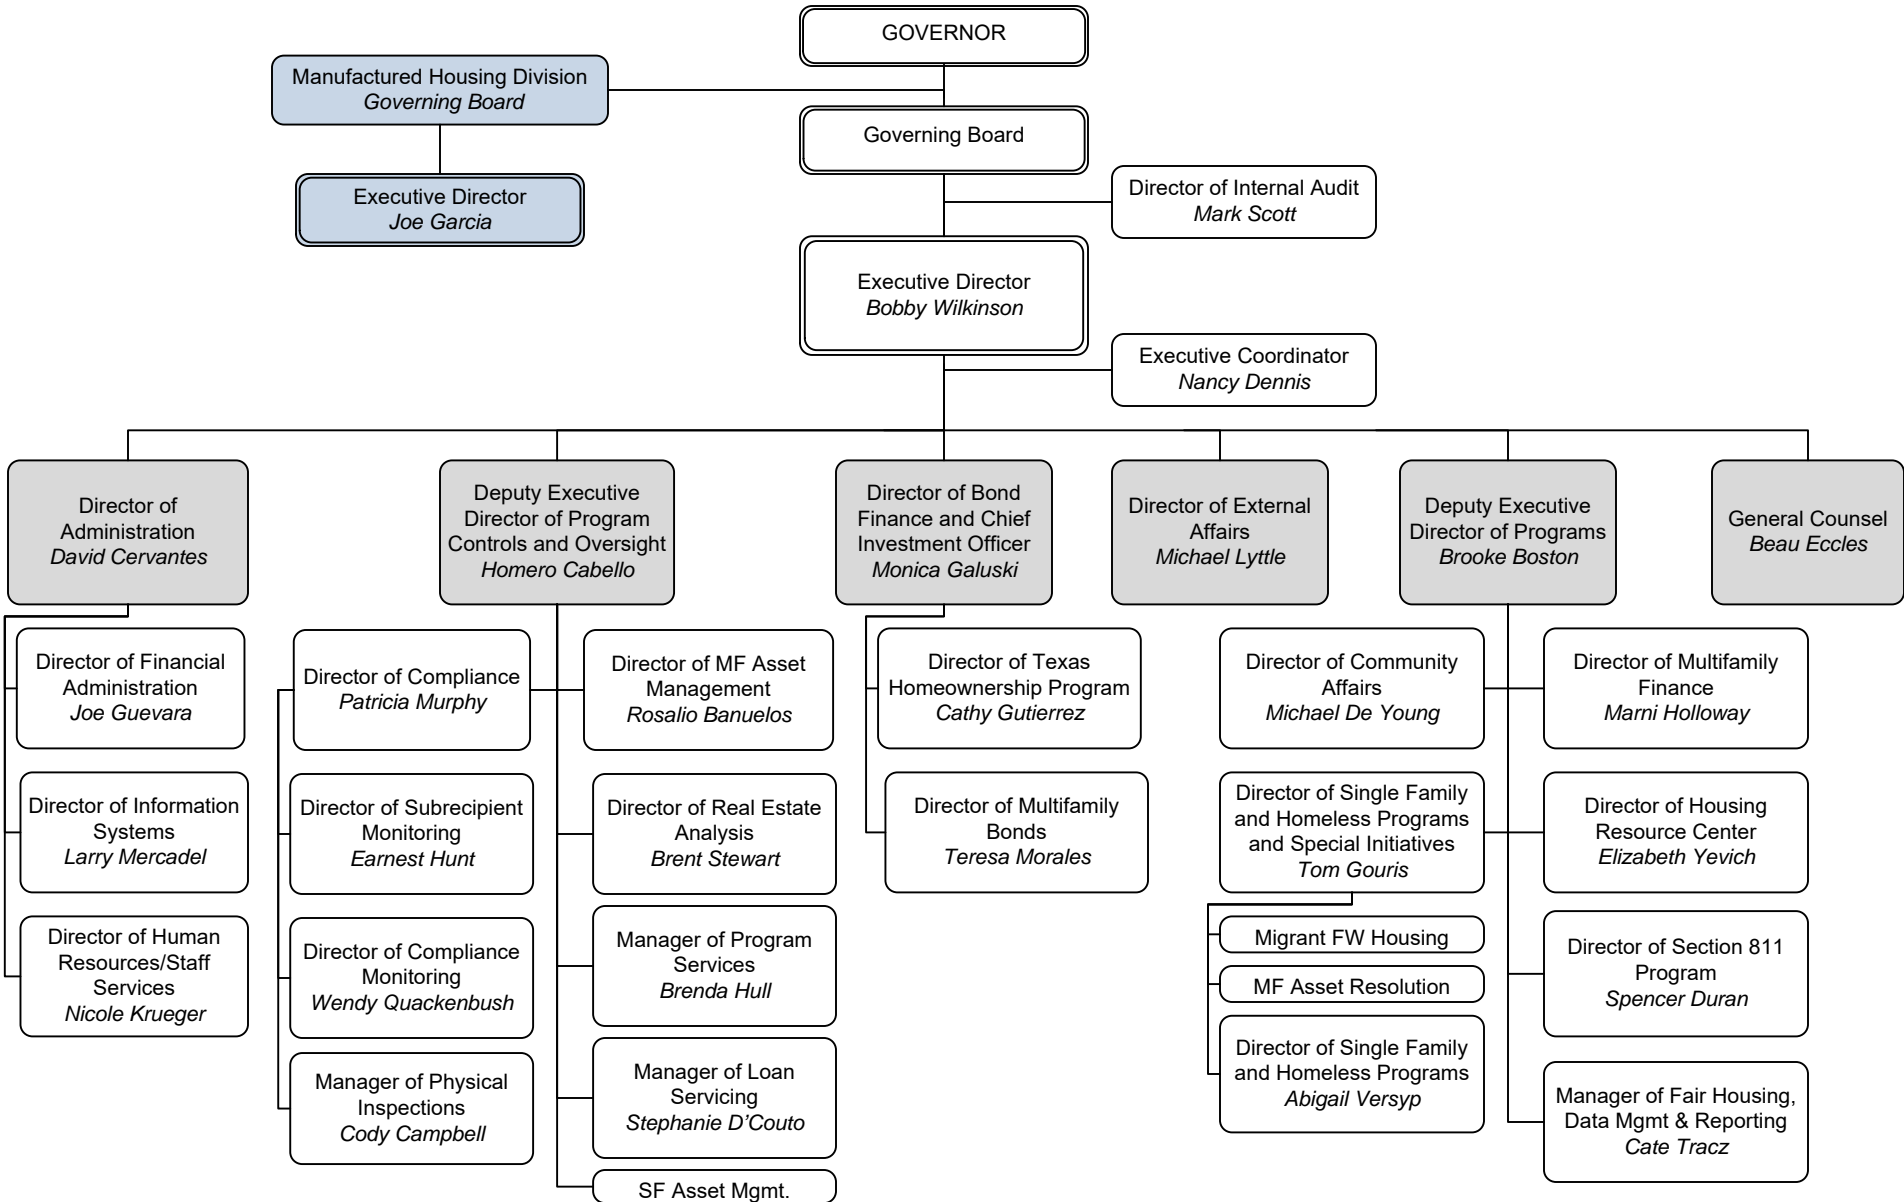 GOVERNOR
Manufactured Housing Division
Governing Board
Governing Board
Executive Director
Joe Garcia
Director of Internal Audit
Mark Scott
Executive Director
Bobby Wilkinson
Executive Coordinator
Nancy Dennis
Director of
Administration
David Cervantes
Deputy Executive
Director of Program
Controls and Oversight
Homero Cabello
Director of Bond
Finance and Chief
Investment Officer
Monica Galuski
Director of External
Affairs
Michael Lyttle
Deputy Executive
Director of Programs
Brooke Boston
General Counsel
Beau Eccles
Director of Financial
Administration
Joe Guevara
Director of Information
Systems
Larry Mercadel
Director of Human
Resources/Staff
Services
Nicole Krueger
Director of Compliance
Patricia Murphy
Director of Subrecipient
Monitoring
Earnest Hunt
Director of Compliance
Monitoring
Wendy Quackenbush
Manager of Physical
Inspections
Cody Campbell
Director of MF Asset
Management
Rosalio Banuelos
Director of Real Estate
Analysis
Brent Stewart
Manager of Program
Services
Brenda Hull
Manager of Loan
Servicing
Stephanie D’Couto
SF Asset Mgmt.
Director of Texas
Homeownership Program
Cathy Gutierrez
Director of Multifamily
Bonds
Teresa Morales
Director of Community
Affairs
Michael De Young
Director of Single Family
and Homeless Programs
and Special Initiatives
Tom Gouris
Migrant FW Housing
MF Asset Resolution
Director of Single Family
and Homeless Programs
Abigail Versyp
Director of Multifamily
Finance
Marni Holloway
Director of Housing
Resource Center
Elizabeth Yevich
Director of Section 811
Program
Spencer Duran
Manager of Fair Housing,
Data Mgmt & Reporting
Cate Tracz